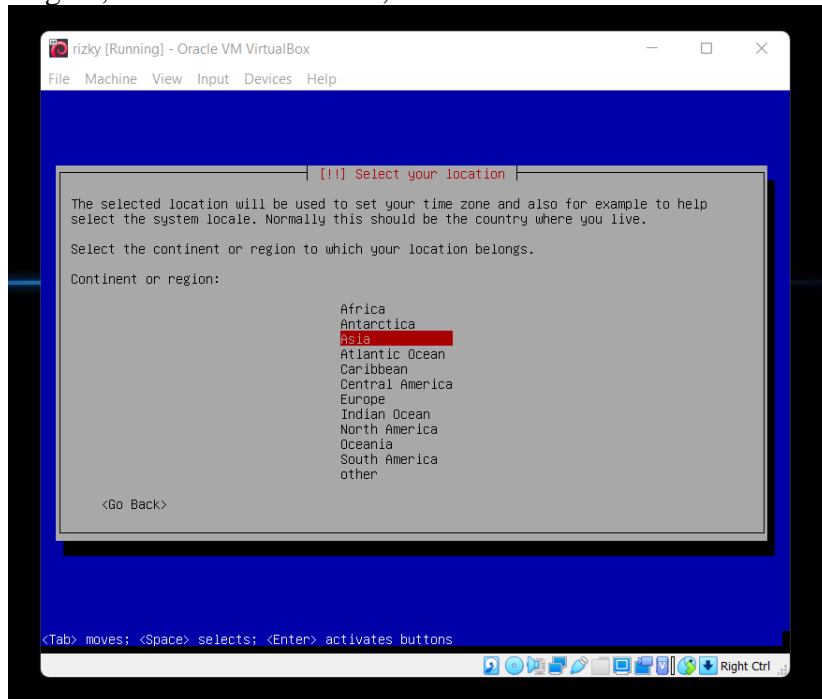 rizky [Running] - Oracle VM VirtualBox
File Machine View Input Devices Help
[!!] Select your location
The selected location will be used to set your time zone and also for example to help
select the system locale. Normally this should be the country where you live.
Select the continent or region to which your location belongs.
Continent or region:
Africa
Antarctica
Asia
Atlantic Ocean
Caribbean
Central America
Europe
Indian Ocean
North America
Oceania
South America
other
<Go Back>
<Tab> moves; <Space> selects; <Enter> activates buttons
Right Ctrl